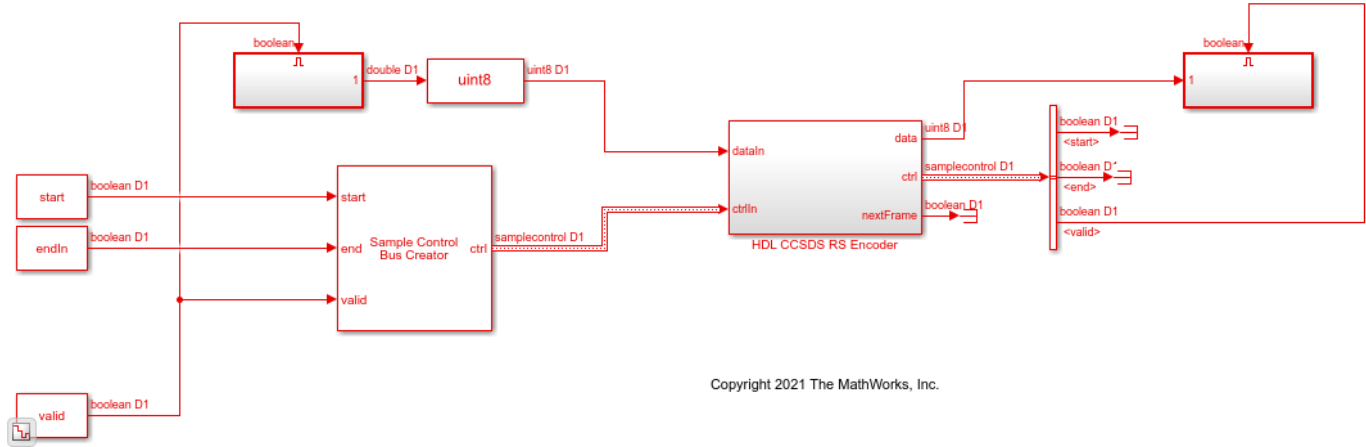 boolean
1
double D1
uint8
uint8 D1
boolean
1
start
boolean D1
endIn
boolean D1
valid
boolean D1
start
end
valid
Sample Control
Bus Creator
ctrl
samplecontrol D1
dataIn
ctrlIn
data
ctrl
nextFrame
HDL CCSDS RS Encoder
uint8 D1
samplecontrol D1
boolean D1
boolean D1
<start>
boolean D1
<end>
boolean D1
<valid>
Copyright 2021 The MathWorks, Inc.